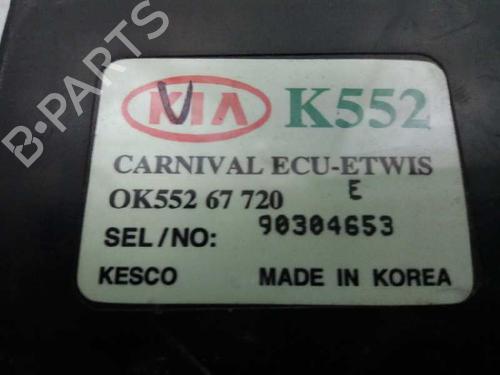 KIA K552
CARNIVAL ECU-ETWIS
OK552 67 720 E
SEL/NO: 90304653
KESCO MADE IN KOREA
B-PARTS